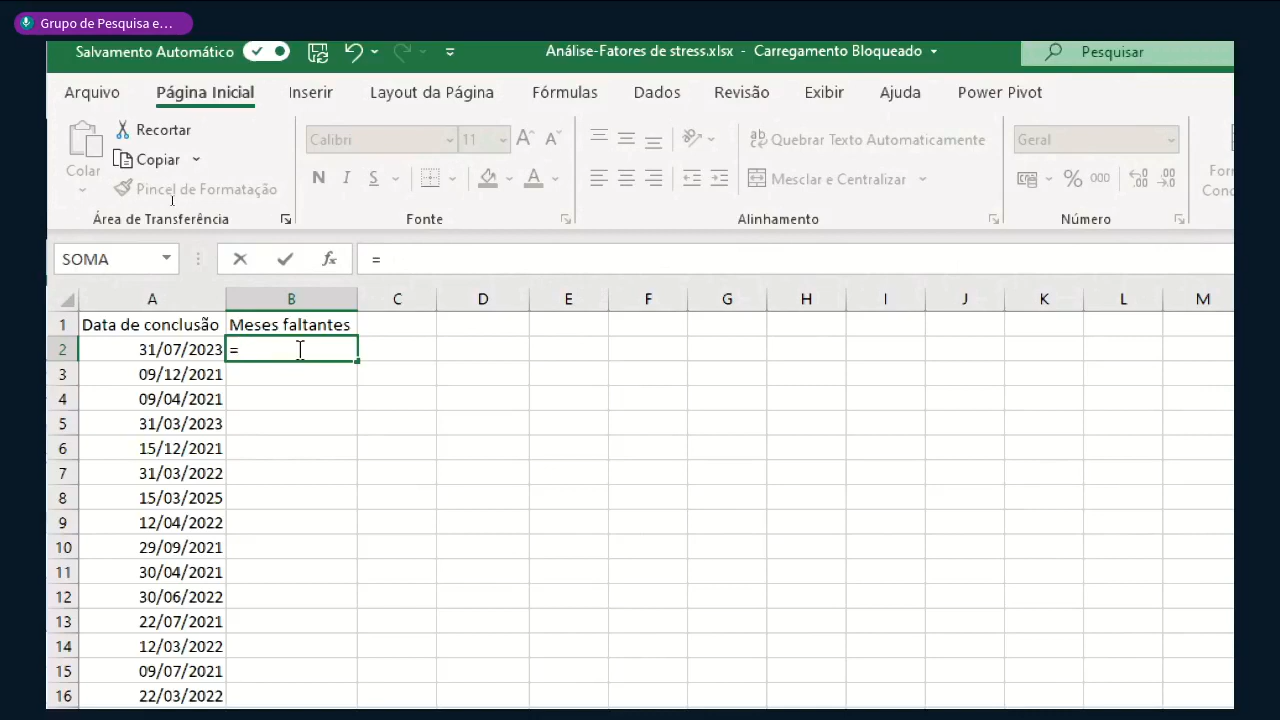 Grupo de Pesquisa e...
Salvamento Automático
Análise-Fatores de stress.xlsx - Carregamento Bloqueado
Pesquisar
Arquivo Página Inicial Inserir Layout da Página Fórmulas Dados Revisão Exibir Ajuda Power Pivot
Colar
Recortar
Copiar
Pincel de Formatação
Área de Transferência
Calibri 11
N I S A
Fonte
Quebrar Texto Automaticamente
Mesclar e Centralizar
Alinhamento
Geral
% 000
Número
SOMA fx =
A B C D E F G H I J K L M
1 Data de conclusão Meses faltantes
2 31/07/2023 =
3 09/12/2021
4 09/04/2021
5 31/03/2023
6 15/12/2021
7 31/03/2022
8 15/03/2025
9 12/04/2022
10 29/09/2021
11 30/04/2021
12 30/06/2022
13 22/07/2021
14 12/03/2022
15 09/07/2021
16 22/03/2022